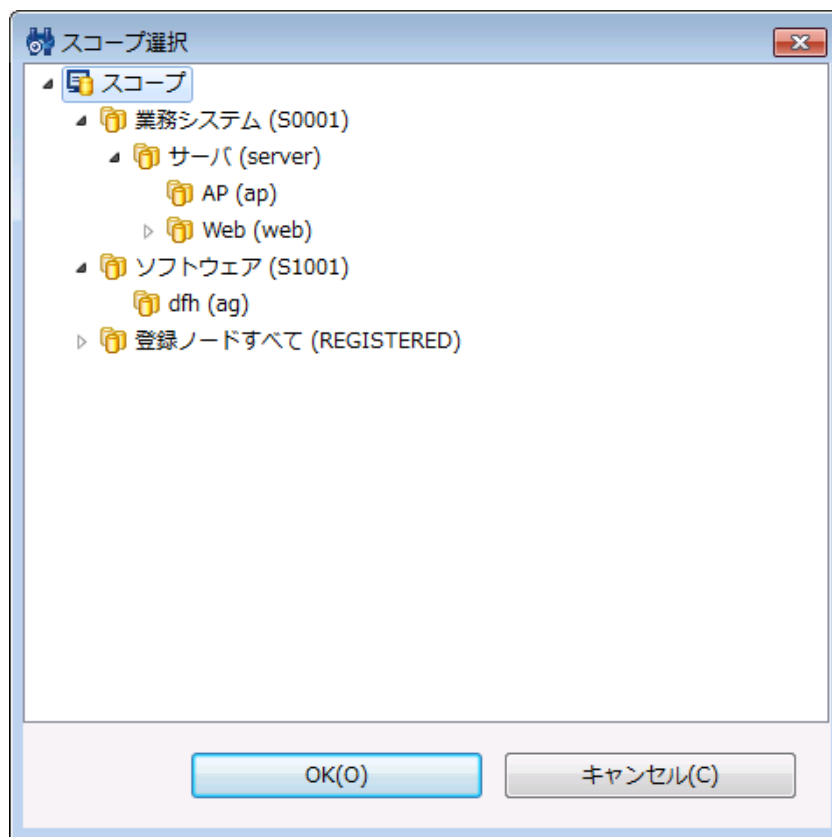 スコープ選択
スコープ
業務システム (S0001)
サーバ (server)
AP (ap)
Web (web)
ソフトウェア (S1001)
dfh (ag)
登録ノードすべて (REGISTERED)
OK(O)
キャンセル(C)